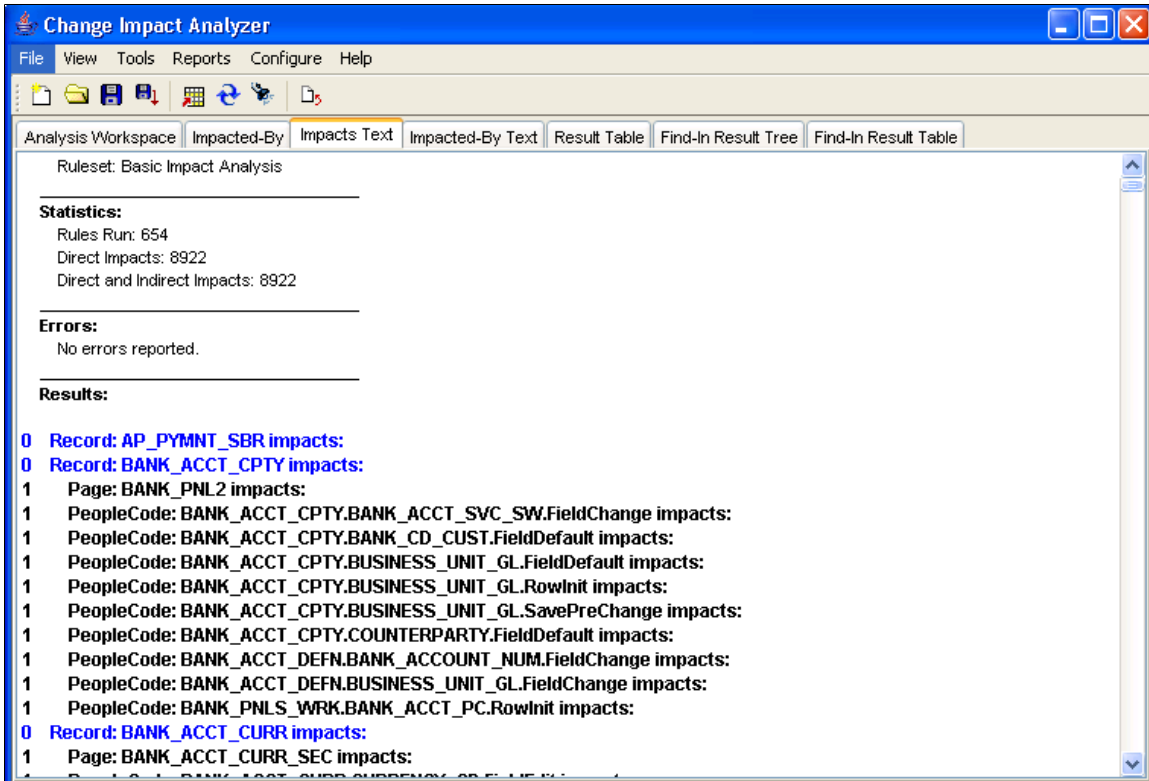 Change Impact Analyzer
File View Tools Reports Configure Help
Analysis Workspace Impacted-By Impacts Text Impacted-By Text Result Table Find-In Result Tree Find-In Result Table
Ruleset: Basic Impact Analysis
Statistics:
Rules Run: 654
Direct Impacts: 8922
Direct and Indirect Impacts: 8922
Errors:
No errors reported.
Results:
0 Record: AP_PYMNT_SBR impacts:
0 Record: BANK_ACCT_CPTY impacts:
1 Page: BANK_PNL2 impacts:
1 PeopleCode: BANK_ACCT_CPTY.BANK_ACCT_SVC_SW.FieldChange impacts:
1 PeopleCode: BANK_ACCT_CPTY.BANK_CD_CUST.FieldDefault impacts:
1 PeopleCode: BANK_ACCT_CPTY.BUSINESS_UNIT_GL.FieldDefault impacts:
1 PeopleCode: BANK_ACCT_CPTY.BUSINESS_UNIT_GL.RowInit impacts:
1 PeopleCode: BANK_ACCT_CPTY.BUSINESS_UNIT_GL.SavePreChange impacts:
1 PeopleCode: BANK_ACCT_CPTY.COUNTERPARTY.FieldDefault impacts:
1 PeopleCode: BANK_ACCT_DEFN.BANK_ACCOUNT_NUM.FieldChange impacts:
1 PeopleCode: BANK_ACCT_DEFN.BUSINESS_UNIT_GL.FieldChange impacts:
1 PeopleCode: BANK_PNLS_WRK.BANK_ACCT_PC.RowInit impacts:
0 Record: BANK_ACCT_CURR impacts:
1 Page: BANK_ACCT_CURR_SEC impacts: